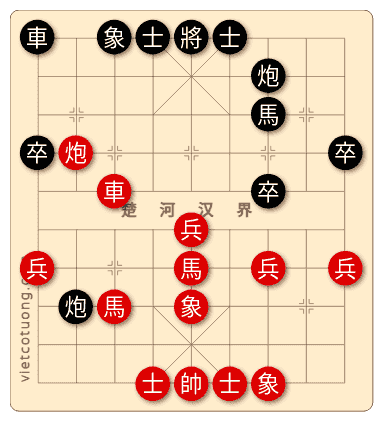 車 象 士 將 士
炮
馬
卒 炮 卒
車 卒
楚 河 汉 界
兵
兵 馬 兵 兵
炮 馬 象
士 帥 士 象
vietcotuong.c